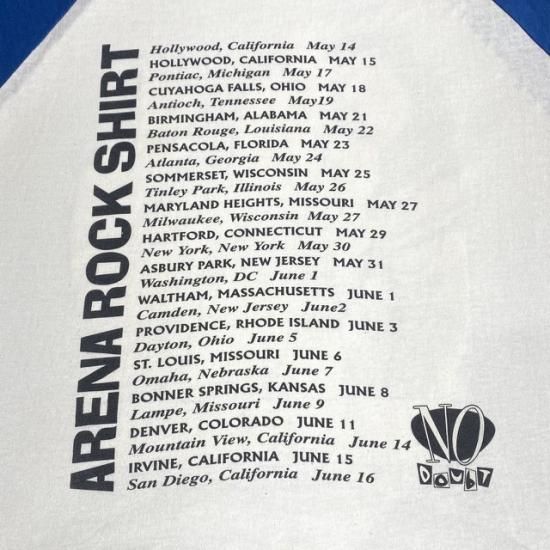 ARENA ROCK SHIRT
Hollywood, California May 14
HOLLYWOOD, CALIFORNIA MAY 15
Pontiac, Michigan May 17
CUYAHOGA FALLS, OHIO MAY 18
Antioch, Tennessee May19
BIRMINGHAM, ALABAMA MAY 21
Baton Rouge, Louisiana May 22
PENSACOLA, FLORIDA MAY 23
Atlanta, Georgia May 24
SOMMERSET, WISCONSIN MAY 25
Tinley Park, Illinois May 26
MARYLAND HEIGHTS, MISSOURI MAY 27
Milwaukee, Wisconsin May 27
HARTFORD, CONNECTICUT MAY 29
New York, New York May 30
ASBURY PARK, NEW JERSEY MAY 31
Washington, DC June 1
WALTHAM, MASSACHUSETTS JUNE 1
Camden, New Jersey June2
PROVIDENCE, RHODE ISLAND JUNE 3
Dayton, Ohio June 5
ST. LOUIS, MISSOURI JUNE 6
Omaha, Nebraska June 7
BONNER SPRINGS, KANSAS JUNE 8
Lampe, Missouri June 9
DENVER, COLORADO JUNE 11
Mountain View, California June 14
IRVINE, CALIFORNIA JUNE 15
San Diego, California June 16
NO
DOUBT